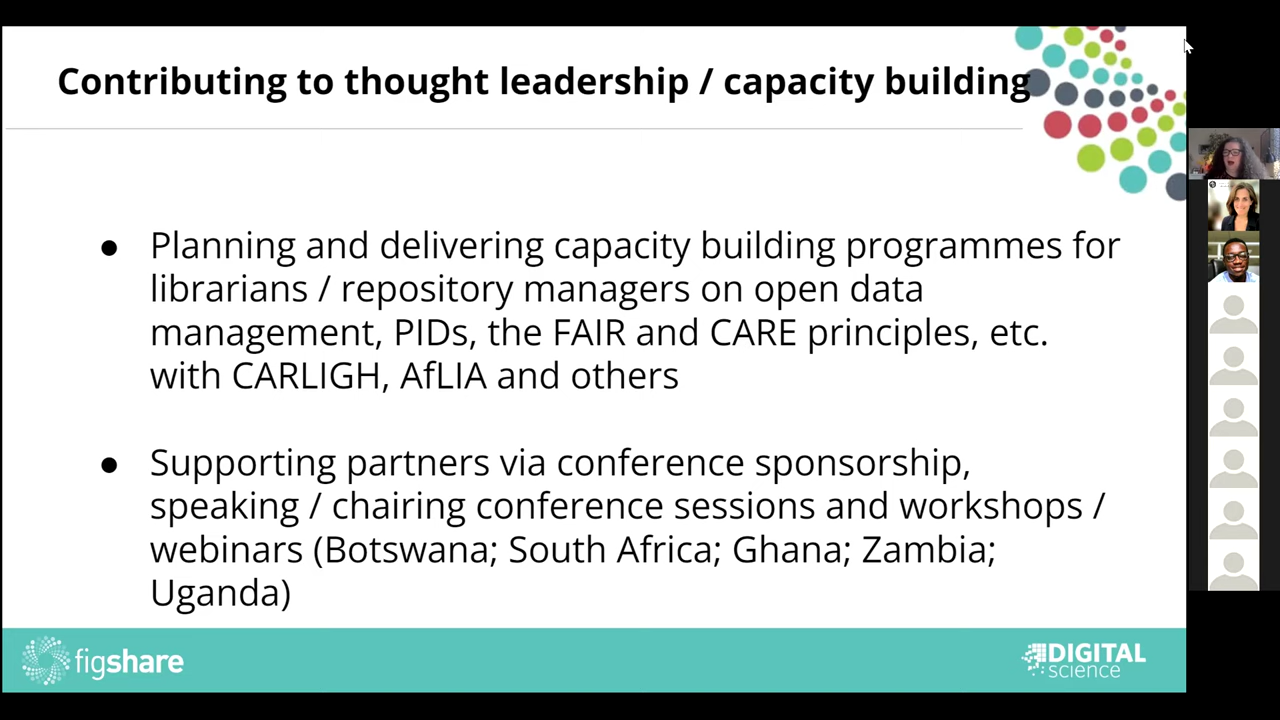 Contributing to thought leadership / capacity building
● Planning and delivering capacity building programmes for
librarians / repository managers on open data
management, PIDs, the FAIR and CARE principles, etc.
with CARLIGH, AfLIA and others
● Supporting partners via conference sponsorship,
speaking / chairing conference sessions and workshops /
webinars (Botswana; South Africa; Ghana; Zambia;
Uganda)
figshare
DIGITAL
science